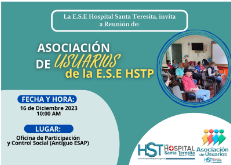 La E.S.E Hospital Santa Teresita, invita
a Reunión de:
ASOCIACIÓN
DE USUARIOS
de la E.S.E HSTP
FECHA Y HORA:
16 de Diciembre 2023
10:00 AM
LUGAR:
Oficina de Participación
y Control Social (Antiguo ESAP)
HST HOSPITAL
Santa Teresita
Asociación
de Usuarios